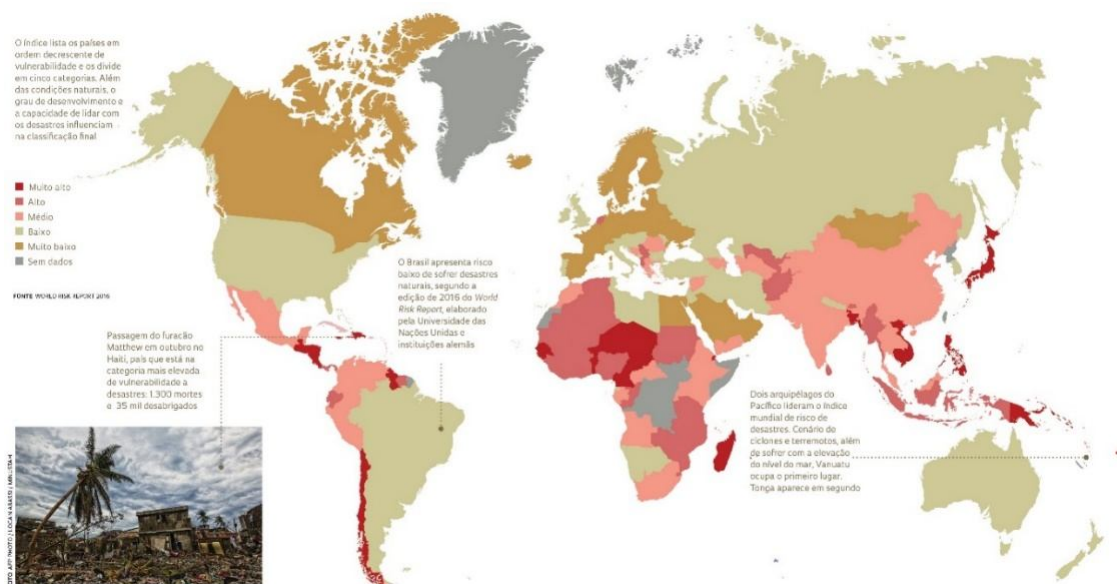 O índice lista os países em
ordem decrescente de
vulnerabilidade e os divide
em cinco categorias. Além
das condições naturais, o
grau de desenvolvimento e
a capacidade de lidar com
os desastres influenciam
na classificação final
Muito alto
Alto
Médio
Baixo
Muito baixo
Sem dados
FONTE WORLD RISK REPORT 2016
Passagem do furacão
Matthew em outubro no
Haiti, país que está na
categoria mais elevada
de vulnerabilidade a
desastres: 1.300 mortes
e 35 mil desabrigados
O Brasil apresenta risco
baixo de sofrer desastres
naturais, segundo a
edição de 2016 do World
Risk Report, elaborado
pela Universidade das
Nações Unidas e
instituições alemãs
Dois arquipélagos do
Pacífico lideram o índice
mundial de risco de
desastres. Cenário de
ciclones e terremotos, além
de sofrer com a elevação
do nível do mar, Vanuatu
ocupa o primeiro lugar.
Tonga aparece em segundo